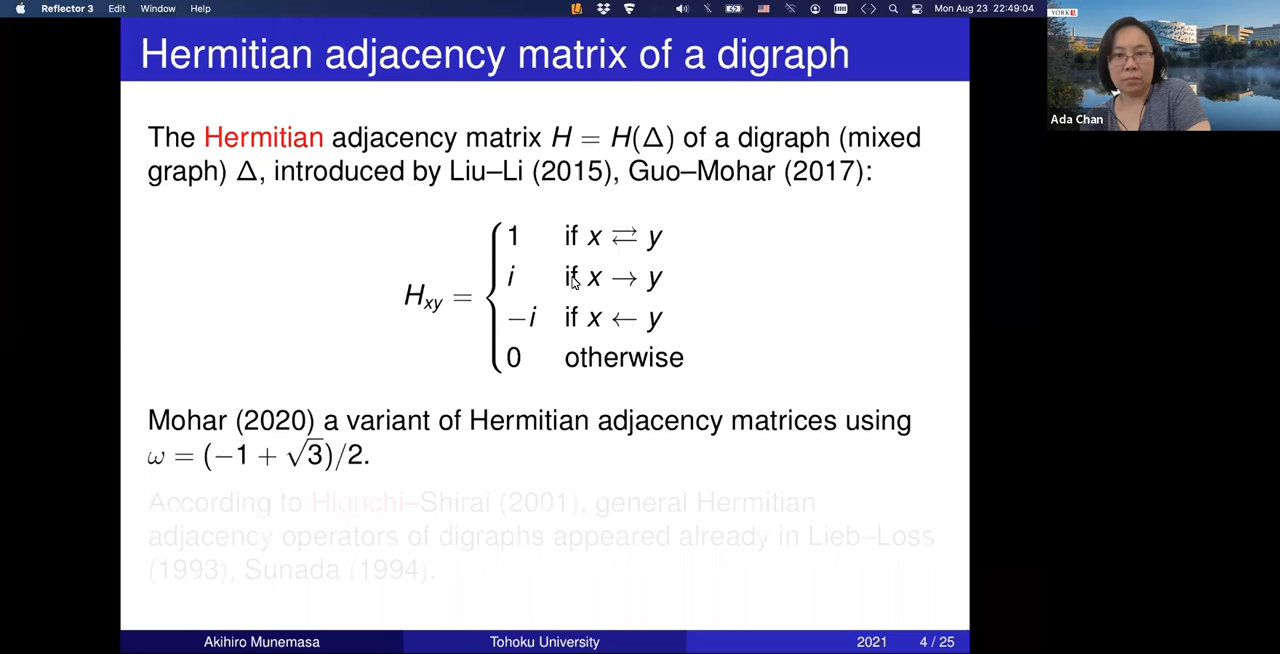 Reflector 3 Edit Window Help
Mon Aug 23 22:49:04
Hermitian adjacency matrix of a digraph
YORK U
Ada Chan
The Hermitian adjacency matrix H = H(Δ) of a digraph (mixed
graph) Δ, introduced by Liu–Li (2015), Guo–Mohar (2017):
1 if x ⇄ y
i if x → y
H_xy =
−i if x ← y
0 otherwise
Mohar (2020) a variant of Hermitian adjacency matrices using
ω = (−1 + √3)/2.
According to Higuchi–Shirai (2001), general Hermitian
adjacency operators of digraphs appeared already in Lieb–Loss
(1993), Sunada (1994).
Akihiro Munemasa Tohoku University 2021 4 / 25